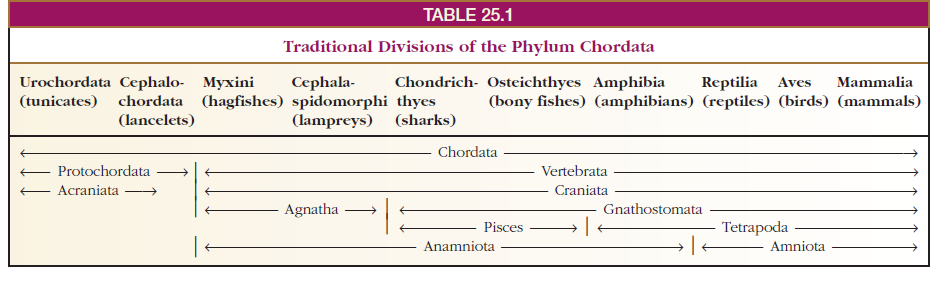 TABLE 25.1
Traditional Divisions of the Phylum Chordata
Urochordata Cephalo- Myxini Cephala- Chondrich- Osteichthyes Amphibia Reptilia Aves Mammalia
(tunicates) chordata (hagfishes) spidomorphi thyes (bony fishes) (amphibians) (reptiles) (birds) (mammals)
(lancelets) (lampreys) (sharks)
Chordata
Protochordata Vertebrata
Acraniata Craniata
Agnatha Gnathostomata
Pisces Tetrapoda
Anamniota Amniota